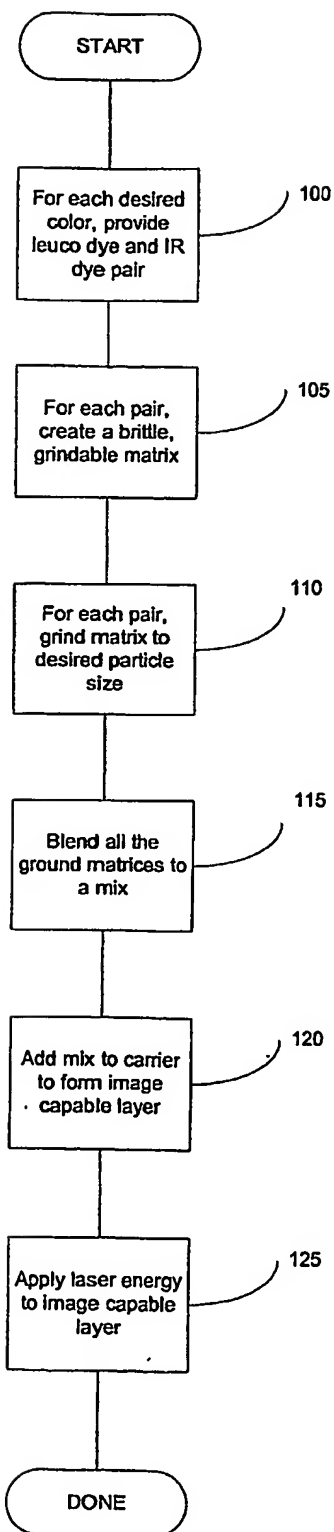 START
For each desired
color, provide
leuco dye and IR
dye pair
100
For each pair,
create a brittle,
grindable matrix
105
For each pair,
grind matrix to
desired particle
size
110
Blend all the
ground matrices to
a mix
115
Add mix to carrier
to form image
capable layer
120
Apply laser energy
to image capable
layer
125
DONE